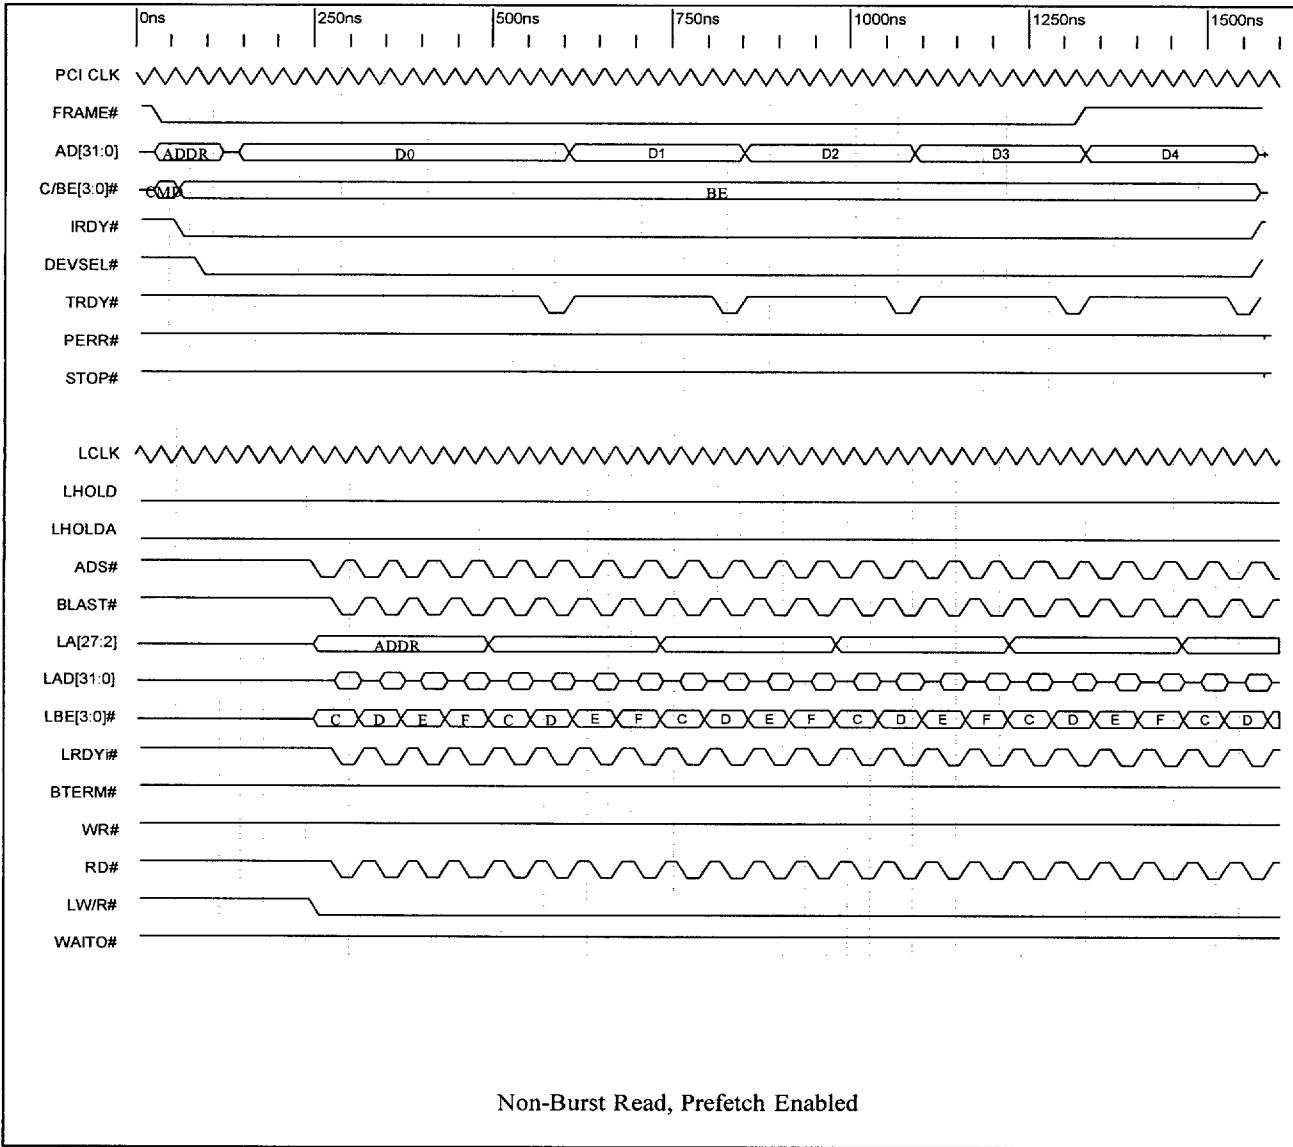 0ns 250ns 500ns 750ns 1000ns 1250ns 1500ns
PCI CLK
FRAME#
AD[31:0] ADDR D0 D1 D2 D3 D4
C/BE[3:0]# CMD BE
IRDY#
DEVSEL#
TRDY#
PERR#
STOP#
LCLK
LHOLD
LHOLDA
ADS#
BLAST#
LA[27:2] ADDR
LAD[31:0]
LBE[3:0]# C D E F C D E F C D E F C D E F C D E F C D
LRDYi#
BTERM#
WR#
RD#
LW/R#
WAITO#
Non-Burst Read, Prefetch Enabled